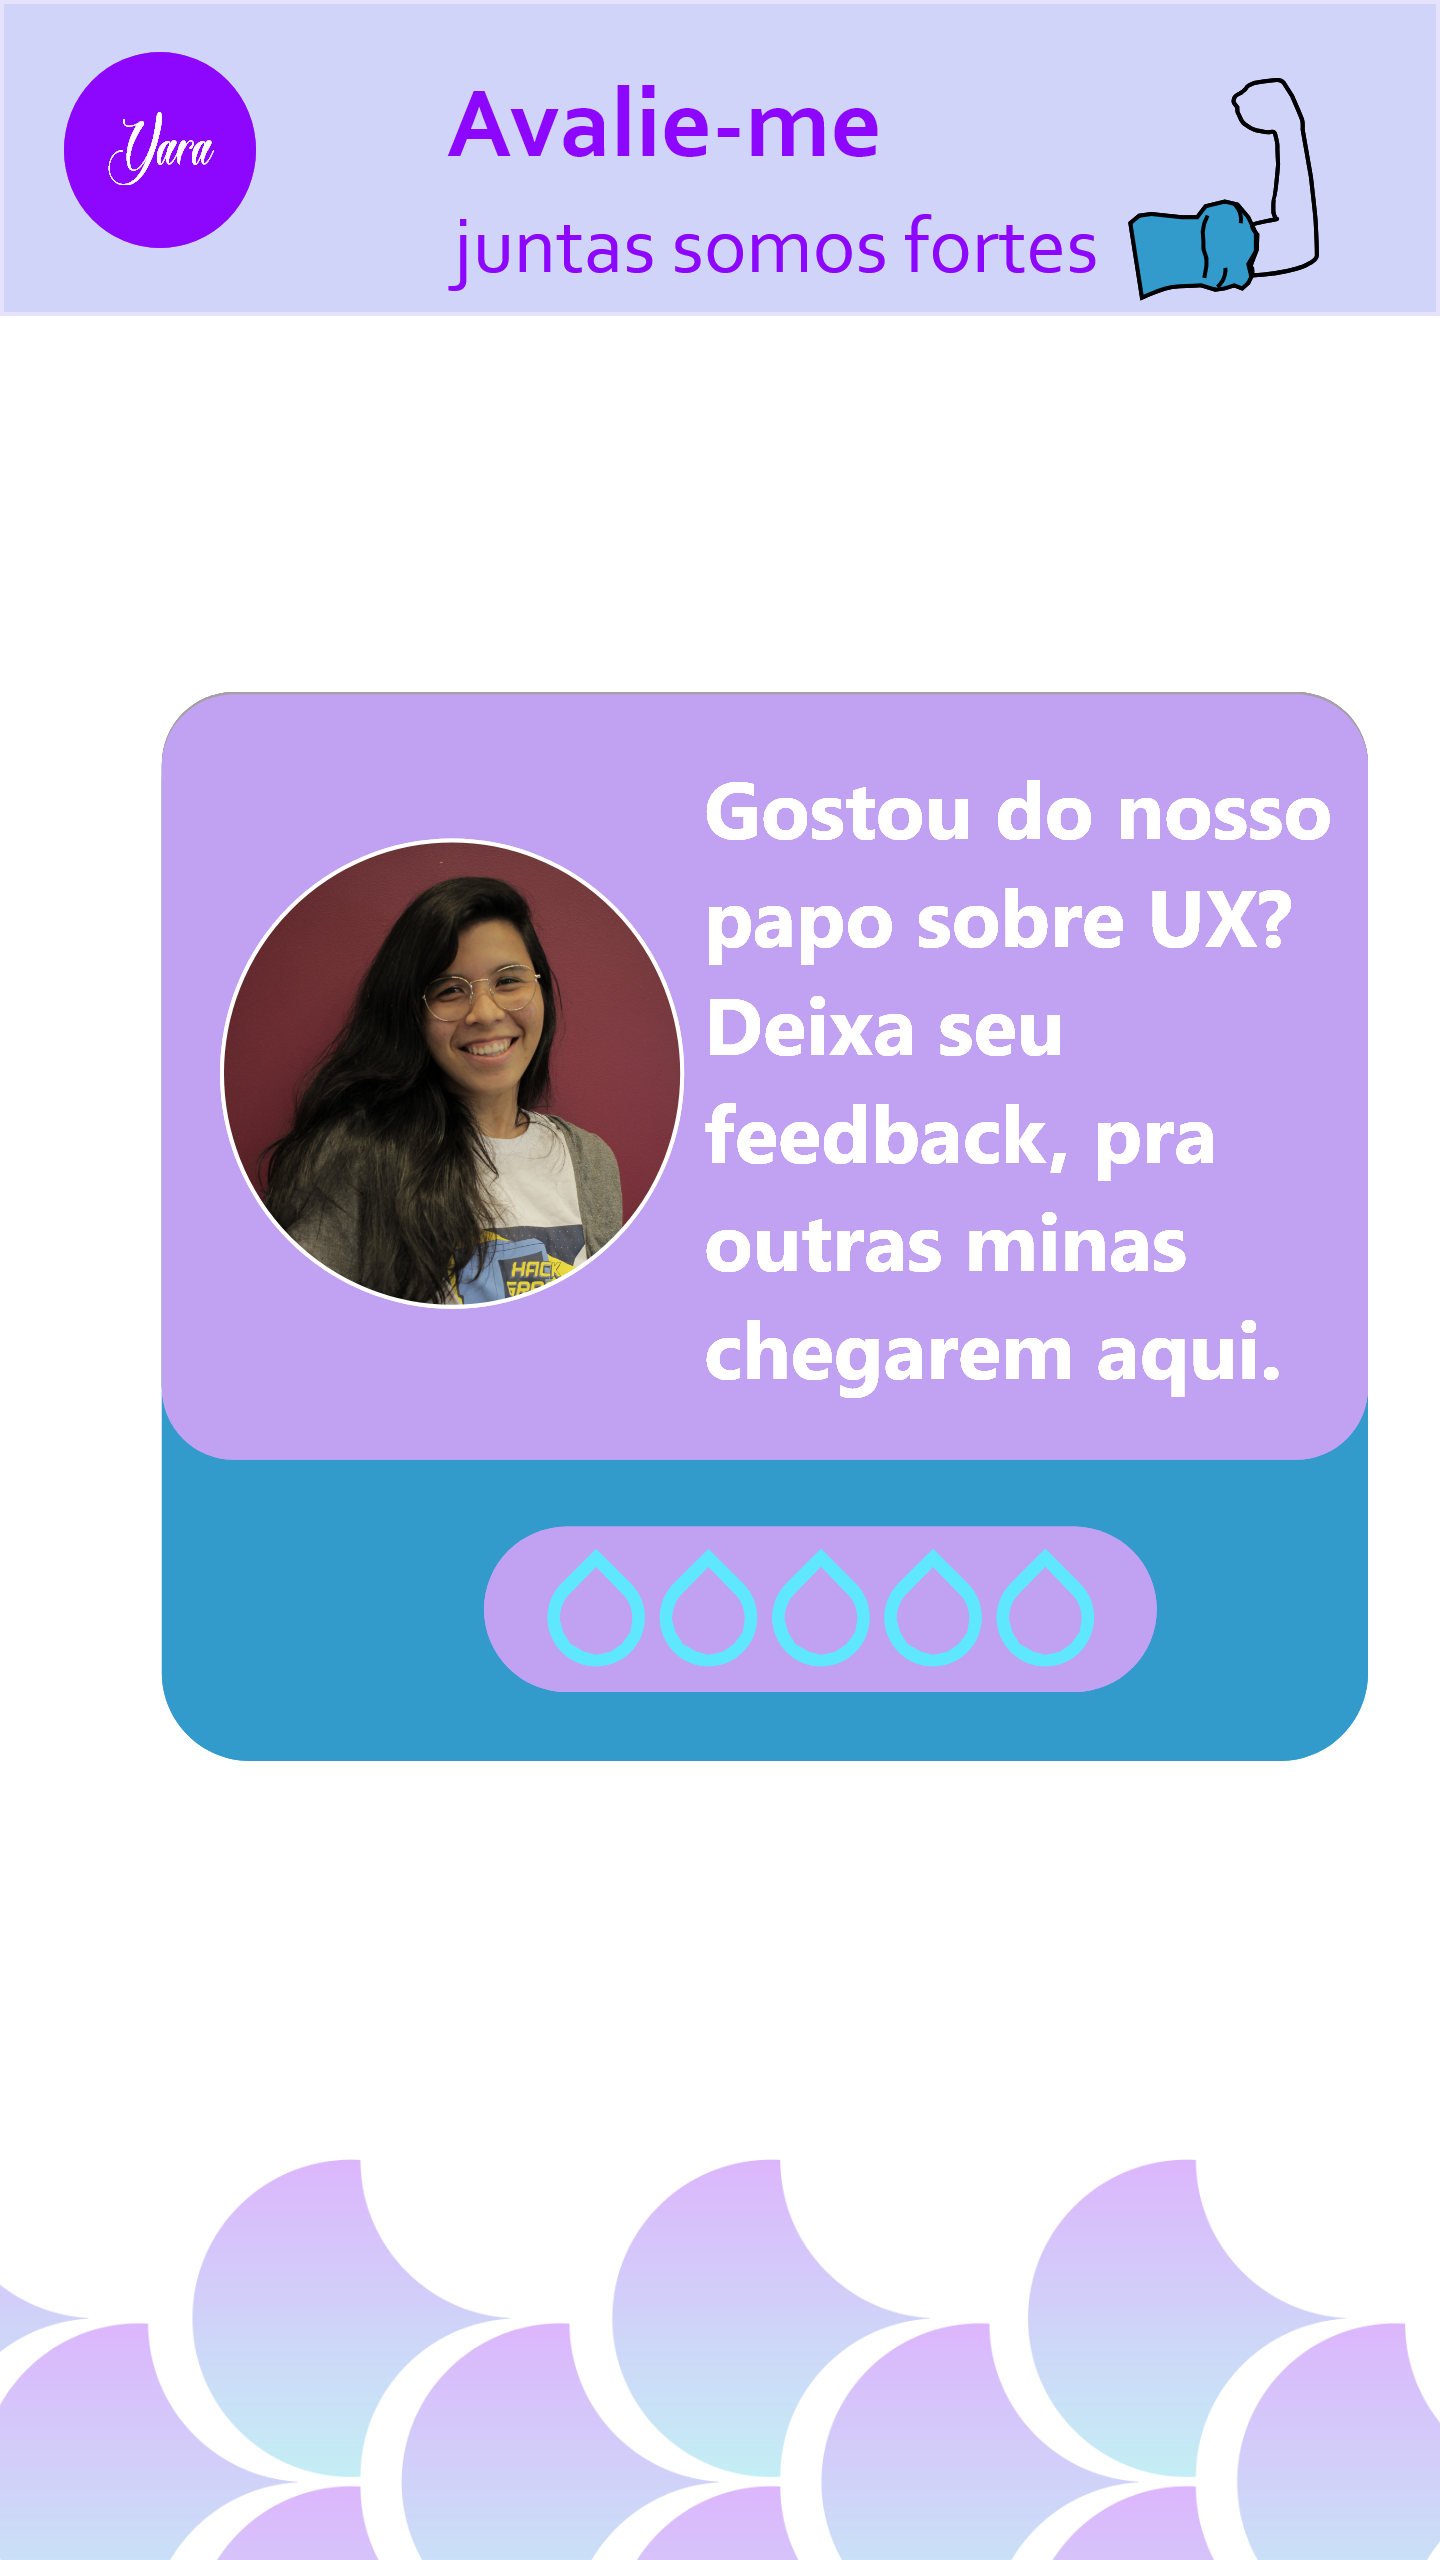 Yara
Avalie-me
juntas somos fortes
Gostou do nosso
papo sobre UX?
Deixa seu
feedback, pra
outras minas
chegarem aqui.
HACK